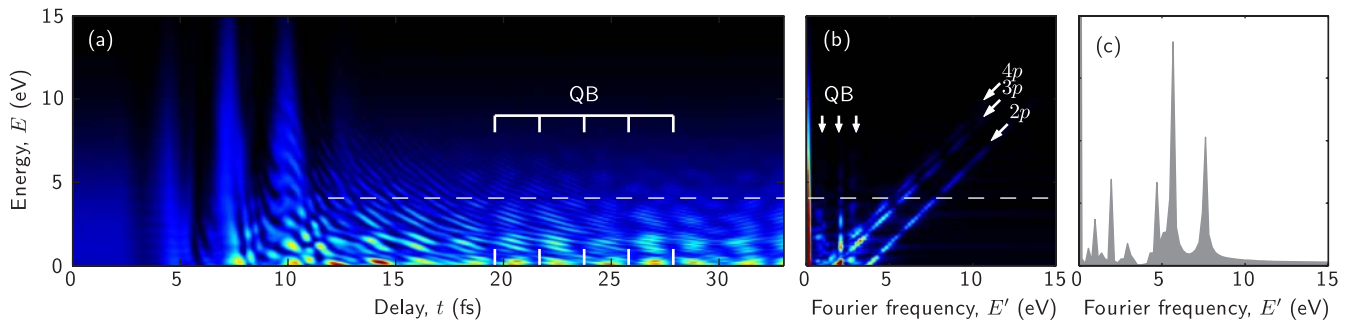 15
10
5
0
Energy, E (eV)
(a)
QB
0
5
10
15
20
25
30
Delay, t (fs)
(b)
QB
4p
3p
2p
0
5
10
15
Fourier frequency, E′ (eV)
(c)
0
5
10
15
Fourier frequency, E′ (eV)